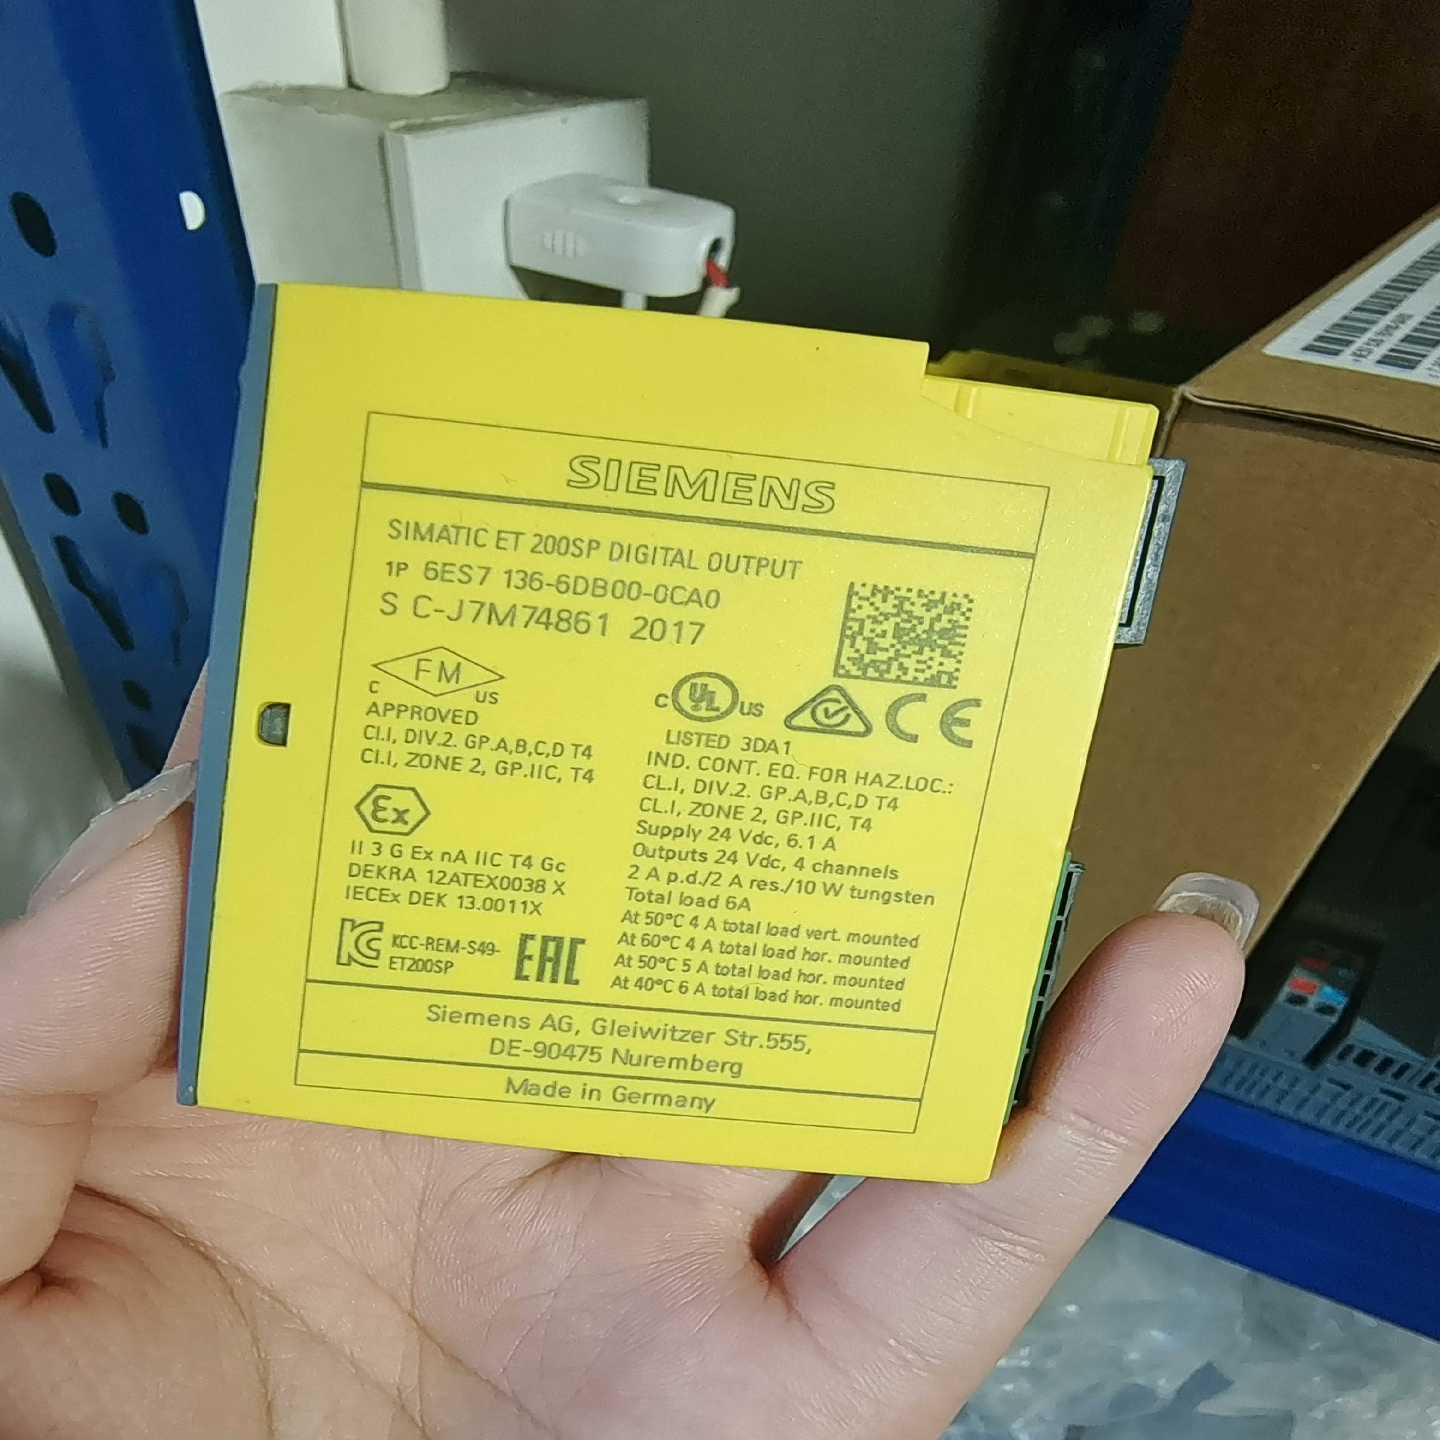 SIEMENS
SIMATIC ET 200SP DIGITAL OUTPUT
1P 6ES7 136-6DB00-0CA0
S C-J7M74861 2017
FM
C US
APPROVED
Cl.I, DIV.2. GP.A,B,C,D T4
Cl.I, ZONE 2, GP.IIC, T4
Ex
II 3 G Ex nA IIC T4 Gc
DEKRA 12ATEX0038 X
IECEx DEK 13.0011X
KC KCC-REM-S49-
ET200SP
EAC
C UL US CE
LISTED 3DA1
IND. CONT. EQ. FOR HAZ.LOC.:
CL.I, DIV.2. GP.A,B,C,D T4
CL.I, ZONE 2, GP.IIC, T4
Supply 24 Vdc, 6.1 A
Outputs 24 Vdc, 4 channels
2 A p.d./2 A res./10 W tungsten
Total load 6A
At 50°C 4 A total load vert. mounted
At 60°C 4 A total load hor. mounted
At 50°C 5 A total load hor. mounted
At 40°C 6 A total load hor. mounted
Siemens AG, Gleiwitzer Str.555,
DE-90475 Nuremberg
Made in Germany